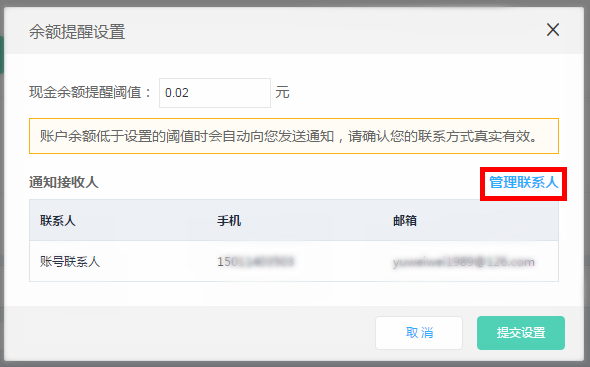 余额提醒设置
现金余额提醒阈值： 0.02 元
账户余额低于设置的阈值时会自动向您发送通知，请确认您的联系方式真实有效。
通知接收人 管理联系人
联系人 手机 邮箱
账号联系人
取消 提交设置